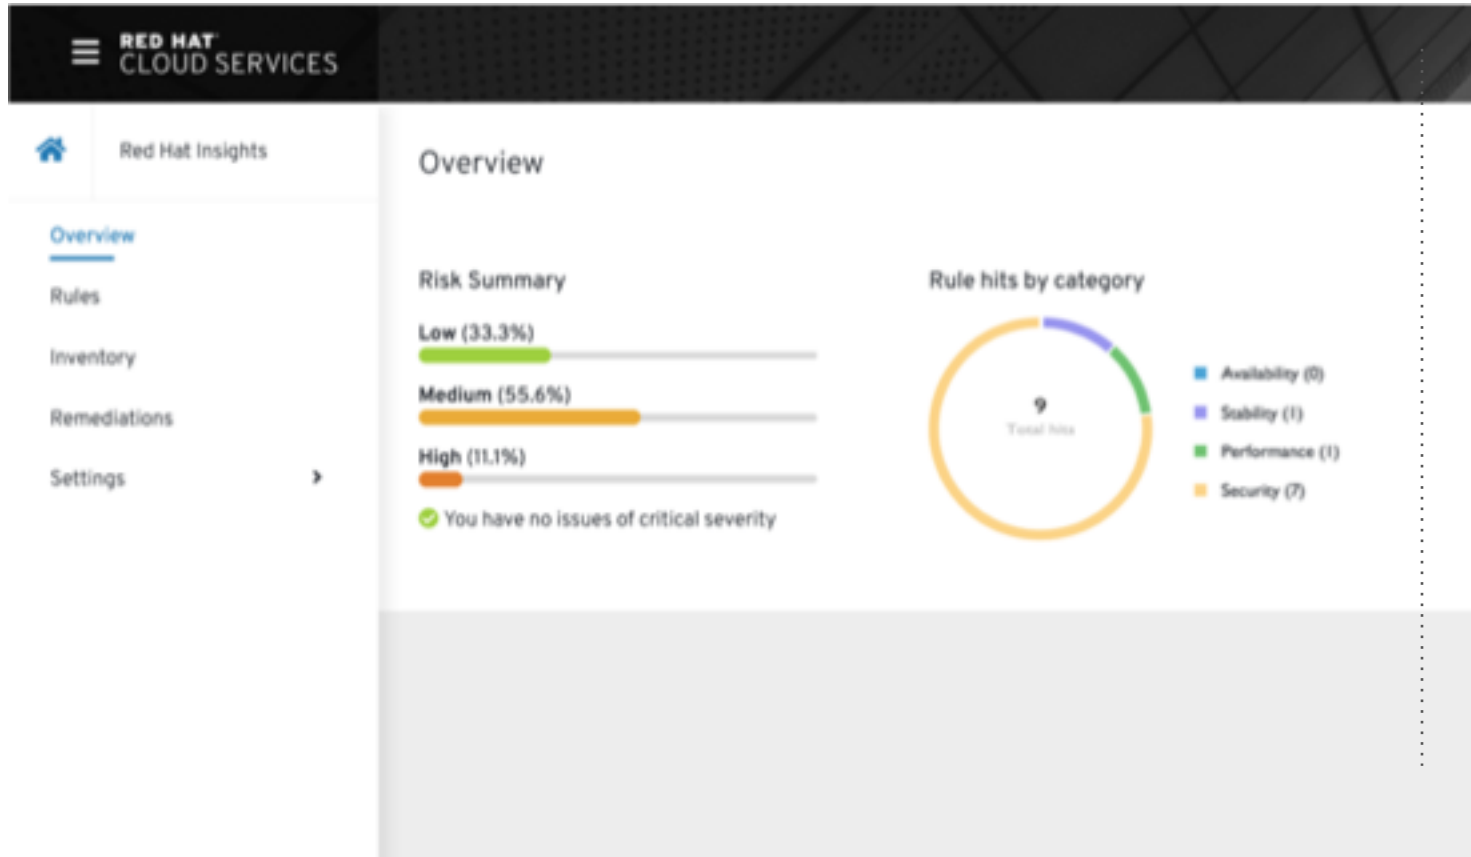 RED HAT
CLOUD SERVICES
Red Hat Insights
Overview
Rules
Inventory
Remediations
Settings
Overview
Risk Summary
Low (33.3%)
Medium (55.6%)
High (11.1%)
You have no issues of critical severity
Rule hits by category
9
Total hits
Availability (0)
Stability (1)
Performance (1)
Security (7)